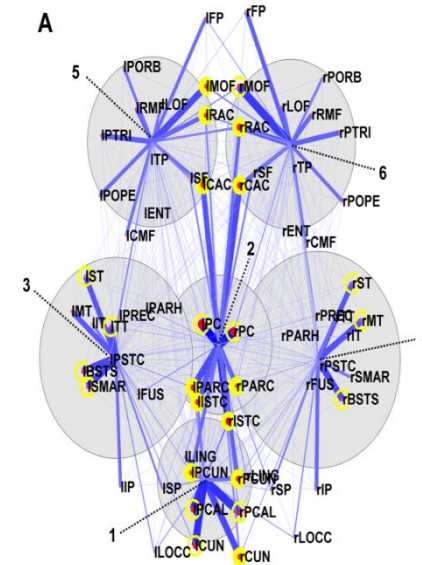 A
lFP
rFP
5
lPORB
lMOF
rMOF
rPORB
lRMF
lLOF
lRAC
rLOF
rRMF
lPTRI
rRAC
rPTRI
lTP
rTP
6
lSF
lCAC
rCAC
rSF
lPOPE
rPOPE
lENT
rENT
lCMF
rCMF
2
3
lST
rST
lMT
lPREC
lPARH
lPC
rPC
rPARH
rPREC
rMT
lIT
lTT
rIT
lPSTC
rPSTC
lBSTS
lSMAR
lFUS
lPARC
rPARC
rFUS
rSMAR
rBSTS
lISTC
rISTC
lLING
rLING
lIP
lSP
lPCUN
rPCUN
rSP
rIP
lPCAL
rPCAL
1
lLOCC
lCUN
rCUN
rLOCC